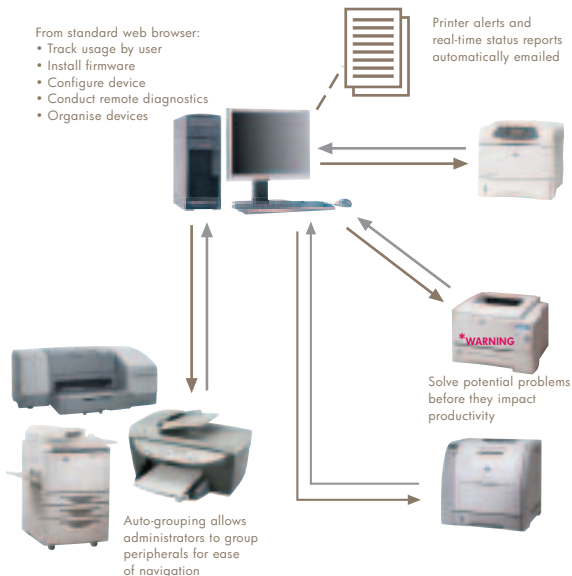 From standard web browser:
• Track usage by user
• Install firmware
• Configure device
• Conduct remote diagnostics
• Organise devices
Printer alerts and
real-time status reports
automatically emailed
*WARNING
Solve potential problems
before they impact
productivity
Auto-grouping allows
administrators to group
peripherals for ease
of navigation